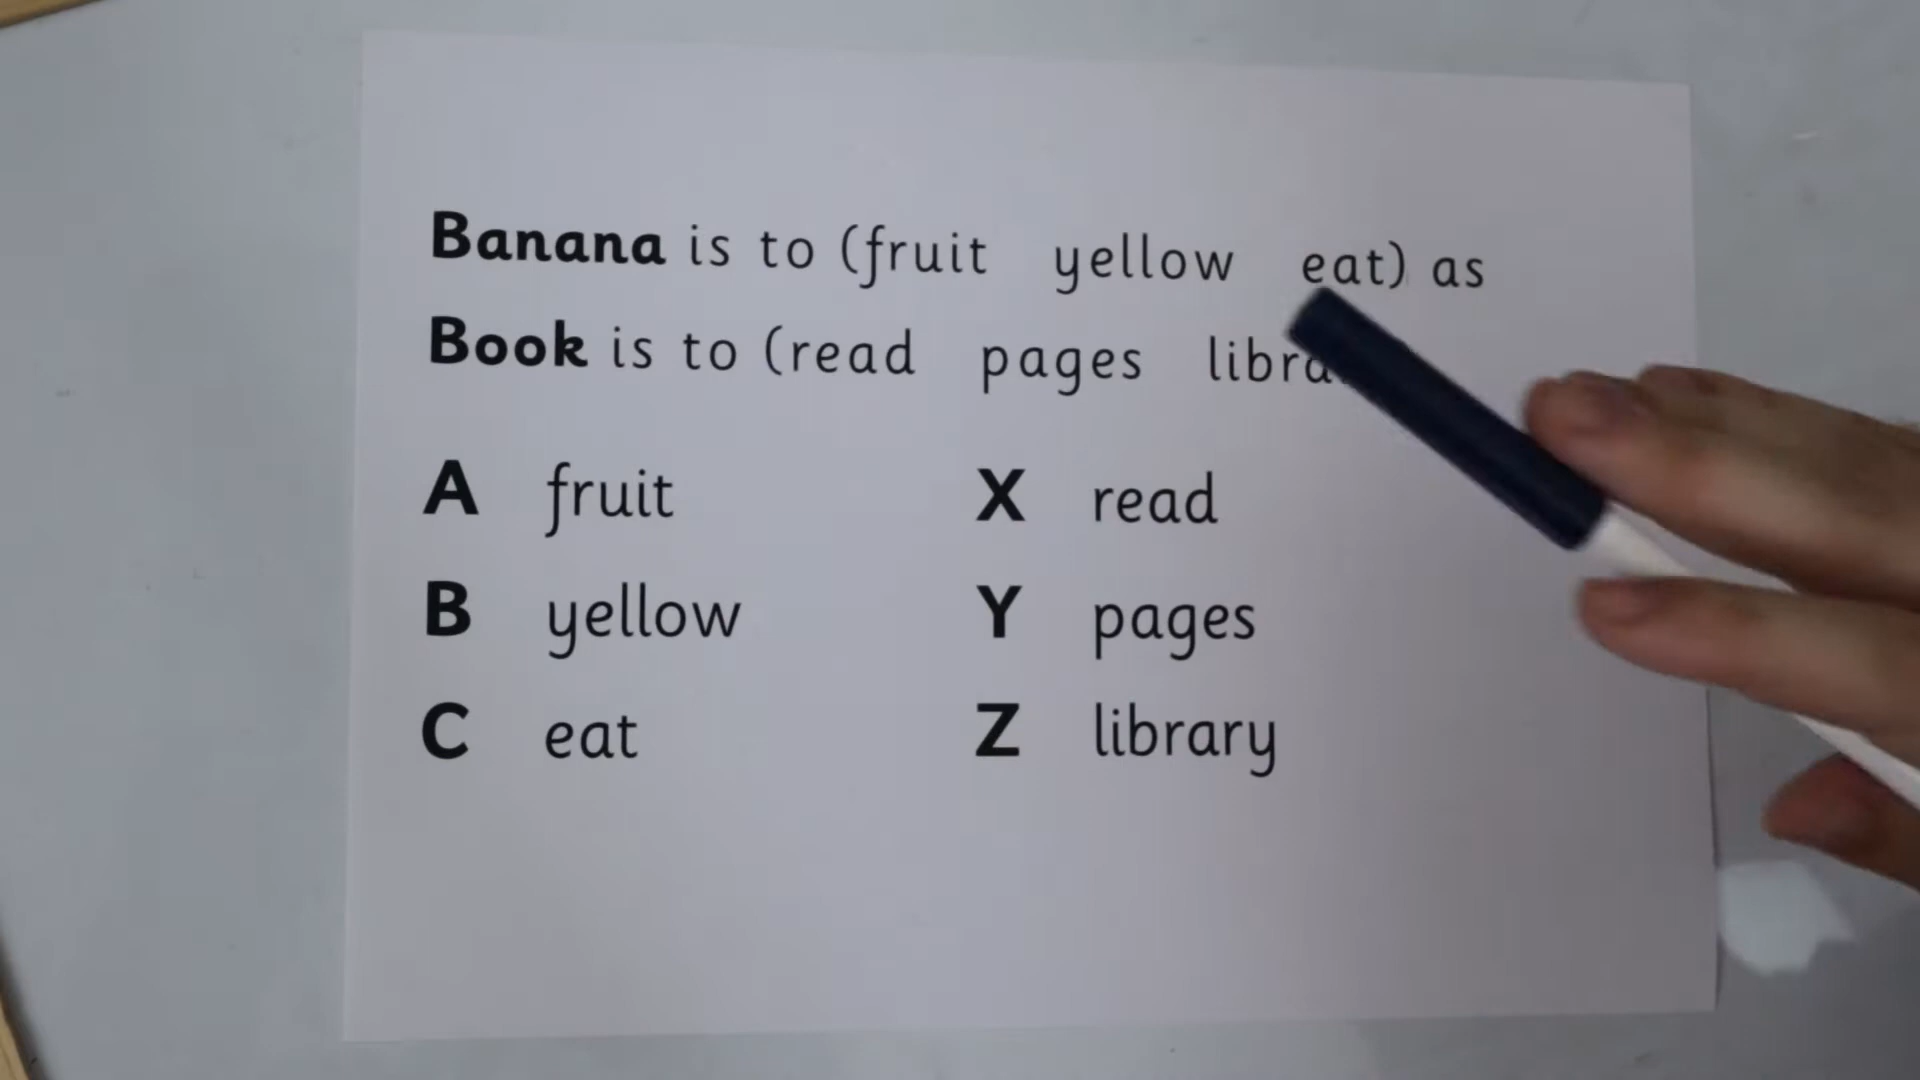 Banana is to (fruit yellow eat) as
Book is to (read pages
A fruit X read
B yellow Y pages
C eat Z library